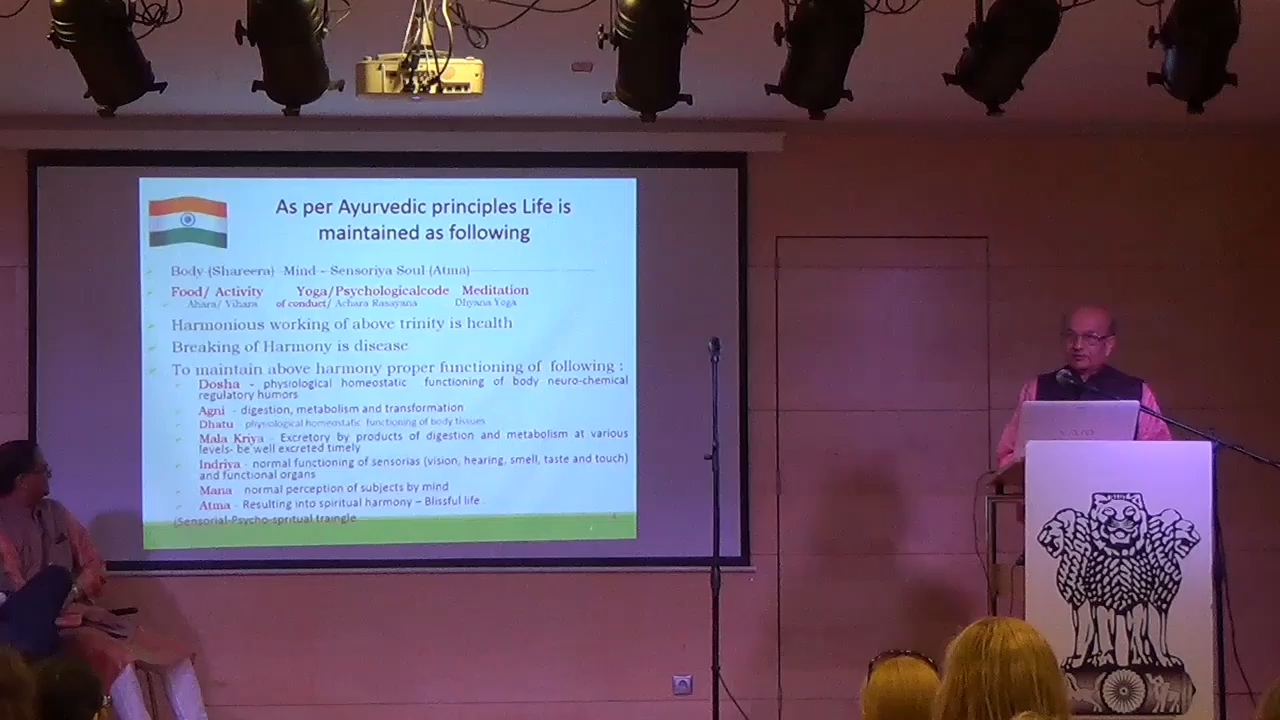 As per Ayurvedic principles Life is
maintained as following
Body (Shareera) Mind - Sensoriya Soul (Atma)
Food/ Activity Yoga/Psychologicalcode Meditation
Ahara/ Vihara of conduct/ Achara Rasayana Dhyana Yoga
Harmonious working of above trinity is health
Breaking of Harmony is disease
To maintain above harmony proper functioning of following :
Dosha - physiological homeostatic functioning of body neuro-chemical
regulatory humors
Agni - digestion, metabolism and transformation
Dhatu - physiological homeostatic functioning of body tissues
Mala Kriya - Excretory by products of digestion and metabolism at various
levels- be well excreted timely
Indriya - normal functioning of sensorias (vision, hearing, smell, taste and touch)
and functional organs
Mana - normal perception of subjects by mind
Atma - Resulting into spiritual harmony – Blissful life
(Sensorial-Psycho-spritual traingle
VAIO